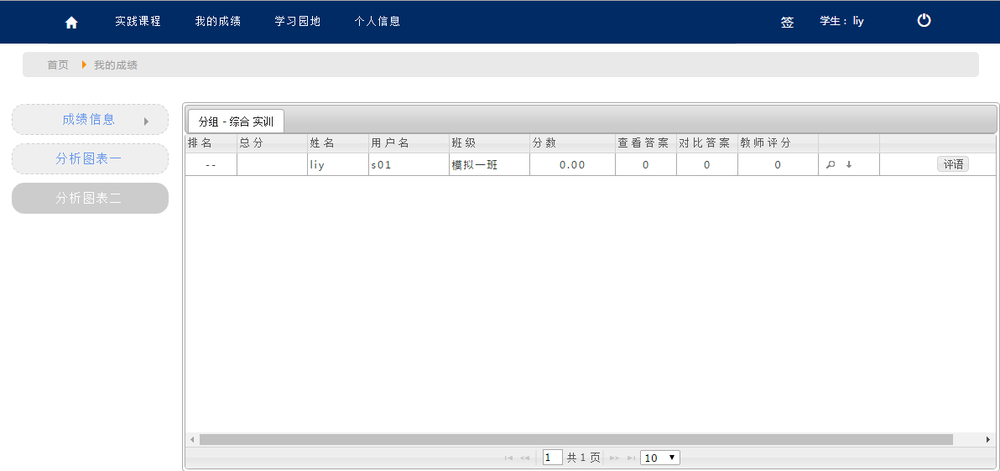 实践课程 我的成绩 学习园地 个人信息 签 学生： liy
首页 我的成绩
成绩信息
分析图表一
分析图表二
分组 - 综合 实训
排名 总分 姓名 用户名 班级 分数 查看答案 对比答案 教师评分
-- liy s01 模拟一班 0.00 0 0 0 评语
1 共 1 页 10